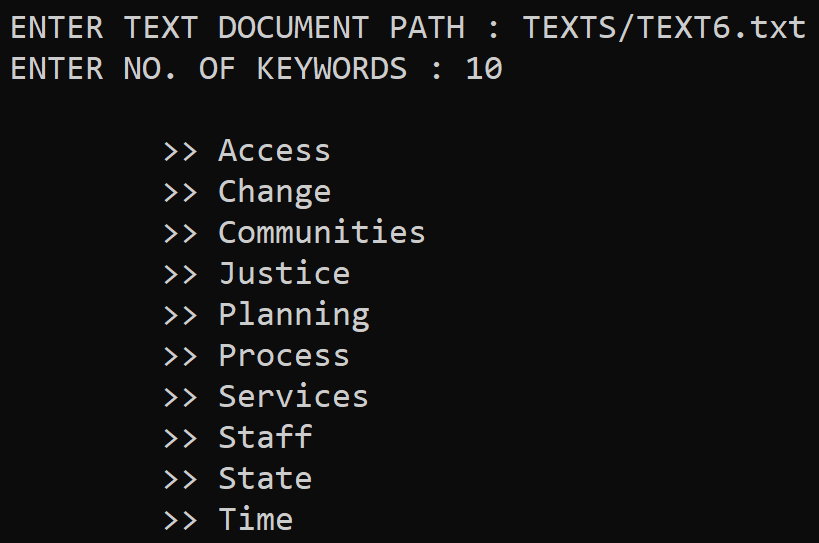 ENTER TEXT DOCUMENT PATH : TEXTS/TEXT6.txt
ENTER NO. OF KEYWORDS : 10
>> Access
>> Change
>> Communities
>> Justice
>> Planning
>> Process
>> Services
>> Staff
>> State
>> Time